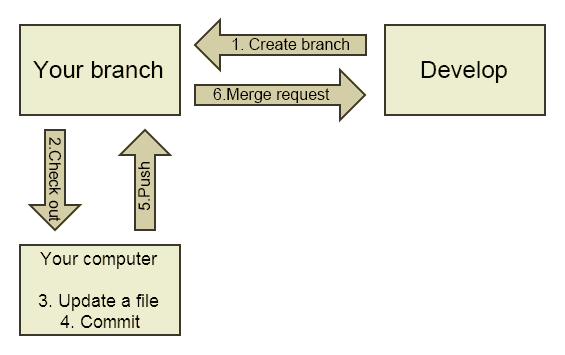 Your branch
1. Create branch
6.Merge request
Develop
2.Check out
5.Push
Your computer
3. Update a file
4. Commit